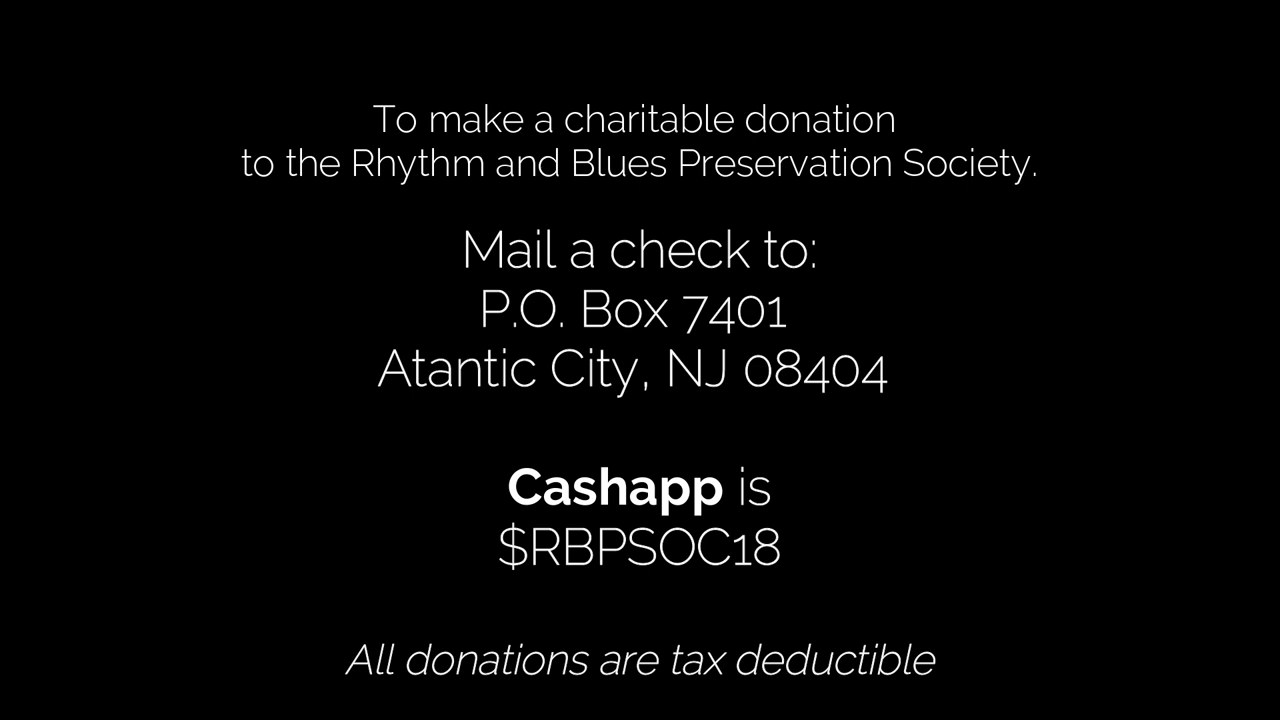 To make a charitable donation
to the Rhythm and Blues Preservation Society.
Mail a check to:
P.O. Box 7401
Atantic City, NJ 08404
Cashapp is
$RBPSOC18
All donations are tax deductible